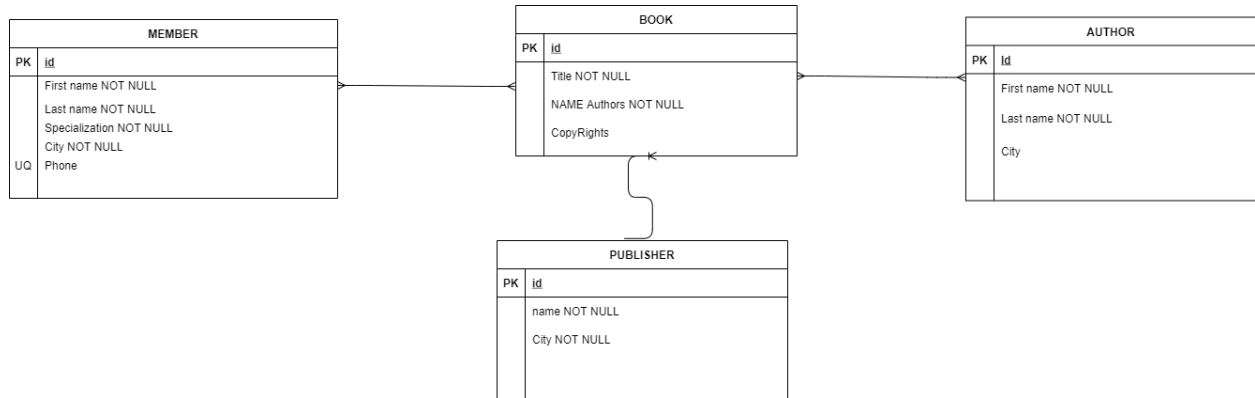 MEMBER
PK id
First name NOT NULL
Last name NOT NULL
Specialization NOT NULL
City NOT NULL
UQ Phone
BOOK
PK id
Title NOT NULL
NAME Authors NOT NULL
CopyRights
AUTHOR
PK Id
First name NOT NULL
Last name NOT NULL
City
PUBLISHER
PK id
name NOT NULL
City NOT NULL